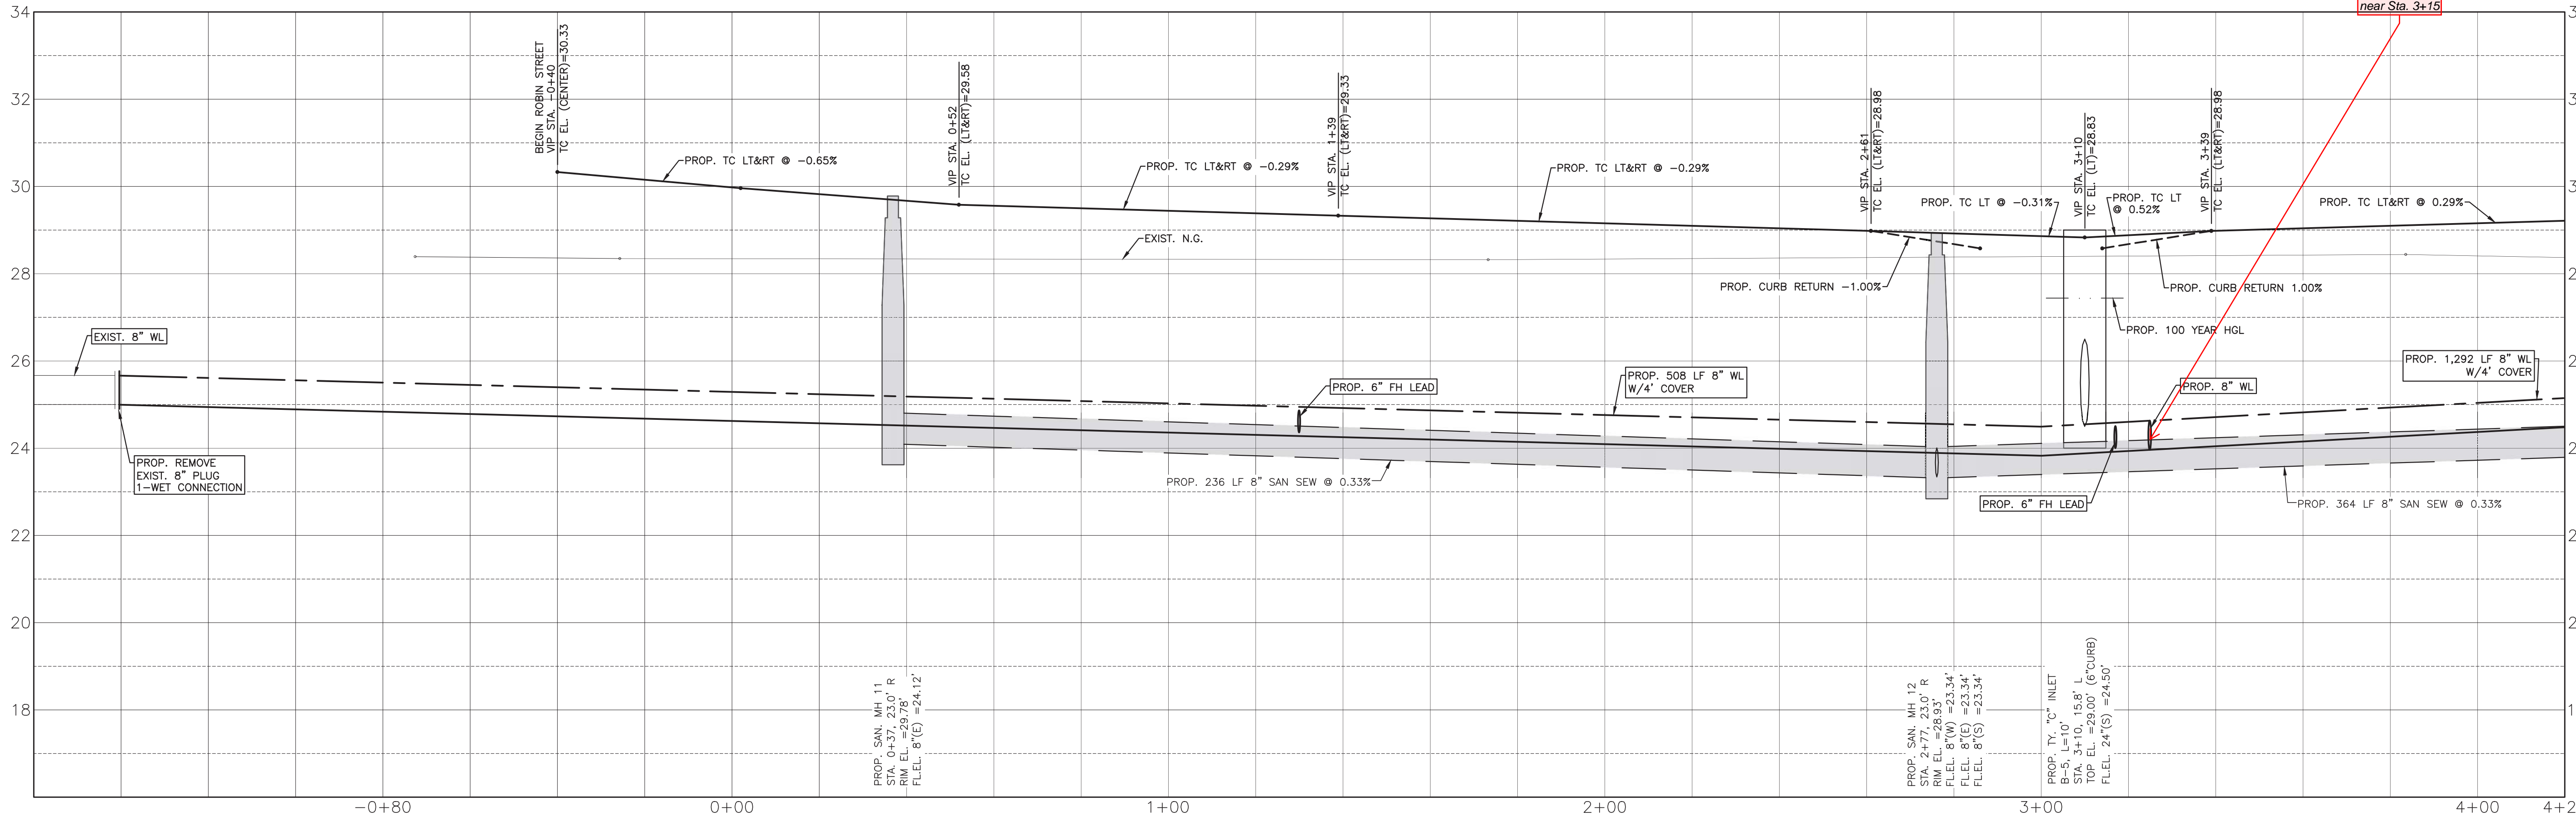 near Sta. 3+15
34
32
30
28
26
24
22
20
18
BEGIN ROBIN STREET
VIP STA. -0+40
TC EL. (CENTER)=30.33
VIP STA. 0+52
TC EL. (LT&RT)=29.58
VIP STA. 1+39
TC EL. (LT&RT)=29.33
VIP STA. 2+61
TC EL. (LT&RT)=28.98
VIP STA. 3+10
TC EL. (LT)=28.83
VIP STA. 3+39
TC EL. (LT&RT)=28.98
PROP. TC LT&RT @ -0.65%
PROP. TC LT&RT @ -0.29%
PROP. TC LT&RT @ -0.29%
PROP. TC LT @ -0.31%
PROP. TC LT
@ 0.52%
PROP. TC LT&RT @ 0.29%
EXIST. N.G.
PROP. CURB RETURN -1.00%
PROP. CURB RETURN 1.00%
PROP. 100 YEAR HGL
EXIST. 8" WL
PROP. 6" FH LEAD
PROP. 508 LF 8" WL
W/4' COVER
PROP. 8" WL
PROP. 1,292 LF 8" WL
W/4' COVER
PROP. REMOVE
EXIST. 8" PLUG
1-WET CONNECTION
PROP. 236 LF 8" SAN SEW @ 0.33%
PROP. 6" FH LEAD
PROP. 364 LF 8" SAN SEW @ 0.33%
PROP. SAN. MH 11
STA. 0+37, 23.0' R
RIM EL. =29.78'
FL.EL. 8"(E) =24.12'
PROP. SAN. MH 12
STA. 2+77, 23.0' R
RIM EL. =28.93'
FL.EL. 8"(W) =23.34'
FL.EL. 8"(E) =23.34'
FL.EL. 8"(S) =23.34'
PROP. TY. "C" INLET
B-5, L=10'
STA. 3+10, 15.8' L
TOP EL. =29.00' (6"CURB)
FL.EL. 24"(S) =24.50'
-0+80
0+00
1+00
2+00
3+00
4+00
4+2